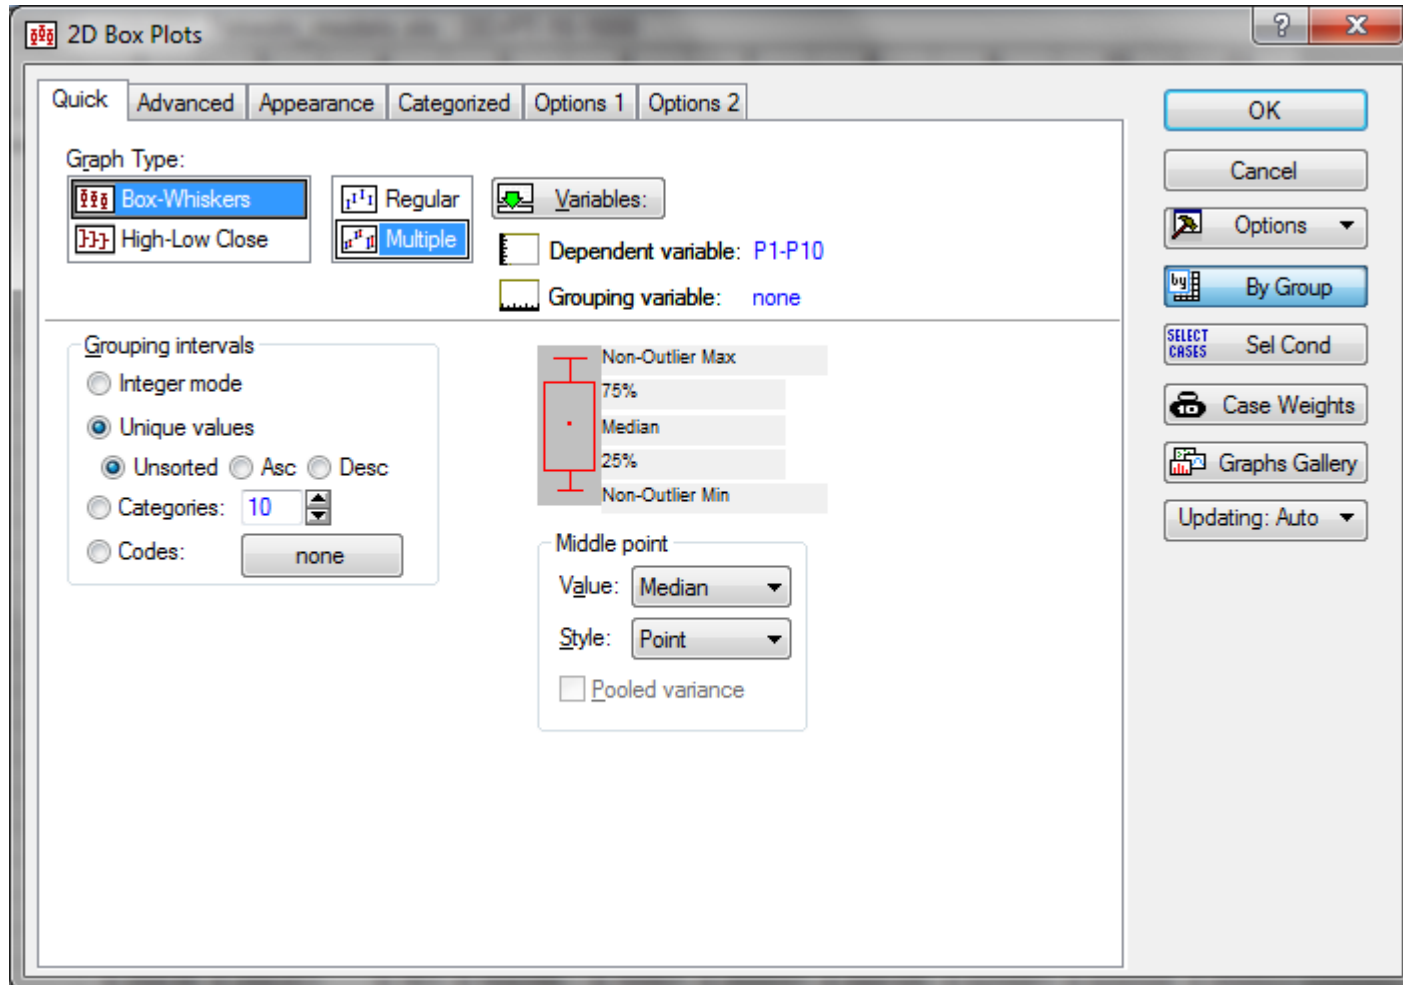 2D Box Plots
?
Quick Advanced Appearance Categorized Options 1 Options 2
Graph Type:
Box-Whiskers
High-Low Close
Regular
Multiple
Variables:
Dependent variable: P1-P10
Grouping variable: none
Grouping intervals
Integer mode
Unique values
Unsorted Asc Desc
Categories: 10
Codes: none
Non-Outlier Max
75%
Median
25%
Non-Outlier Min
Middle point
Value: Median
Style: Point
Pooled variance
OK
Cancel
Options
by By Group
SELECT CASES Sel Cond
Case Weights
Graphs Gallery
Updating: Auto